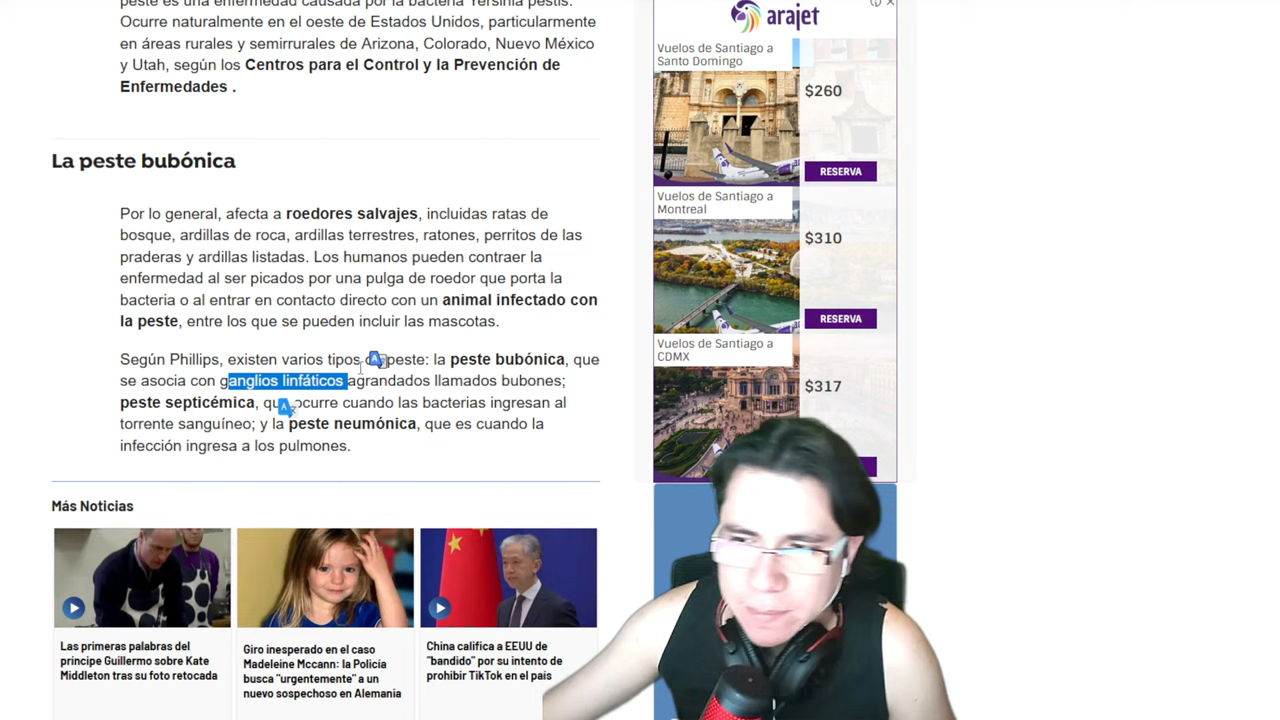 peste es una enfermedad causada por la bacteria Yersinia pestis.
Ocurre naturalmente en el oeste de Estados Unidos, particularmente
en áreas rurales y semirrurales de Arizona, Colorado, Nuevo México
y Utah, según los Centros para el Control y la Prevención de
Enfermedades .
La peste bubónica
Por lo general, afecta a roedores salvajes, incluidas ratas de
bosque, ardillas de roca, ardillas terrestres, ratones, perritos de las
praderas y ardillas listadas. Los humanos pueden contraer la
enfermedad al ser picados por una pulga de roedor que porta la
bacteria o al entrar en contacto directo con un animal infectado con
la peste, entre los que se pueden incluir las mascotas.
Según Phillips, existen varios tipos peste: la peste bubónica, que
se asocia con ganglios linfáticos agrandados llamados bubones;
peste septicémica, ocurre cuando las bacterias ingresan al
torrente sanguíneo; y la peste neumónica, que es cuando la
infección ingresa a los pulmones.
Más Noticias
Las primeras palabras del
príncipe Guillermo sobre Kate
Middleton tras su foto retocada
Giro inesperado en el caso
Madeleine Mccann: la Policía
busca "urgentemente" a un
nuevo sospechoso en Alemania
China califica a EEUU de
"bandido" por su intento de
prohibir TikTok en el país
arajet
Vuelos de Santiago a
Santo Domingo
$260
RESERVA
Vuelos de Santiago a
Montreal
$310
RESERVA
Vuelos de Santiago a
CDMX
$317